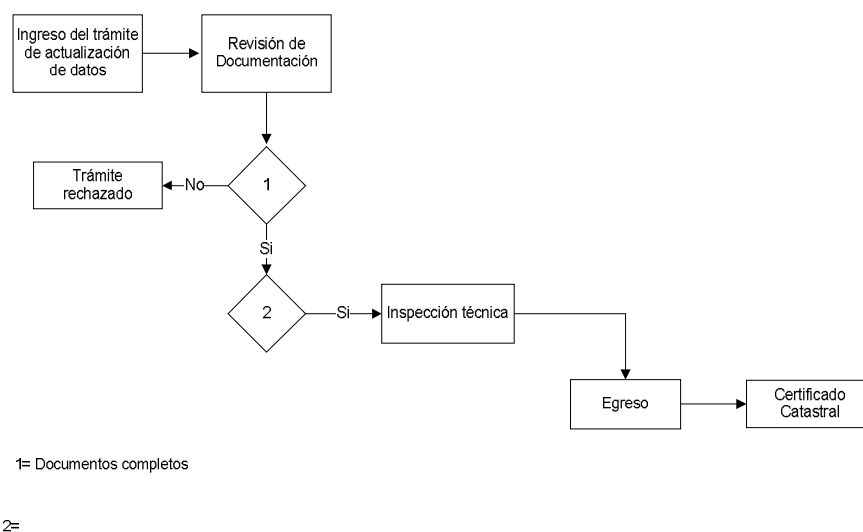 Ingreso del trámite
de actualización
de datos
Revisión de
Documentación
Trámite
rechazado
No
1
Si
2
Si
Inspección técnica
Egreso
Certificado
Catastral
1= Documentos completos
2=